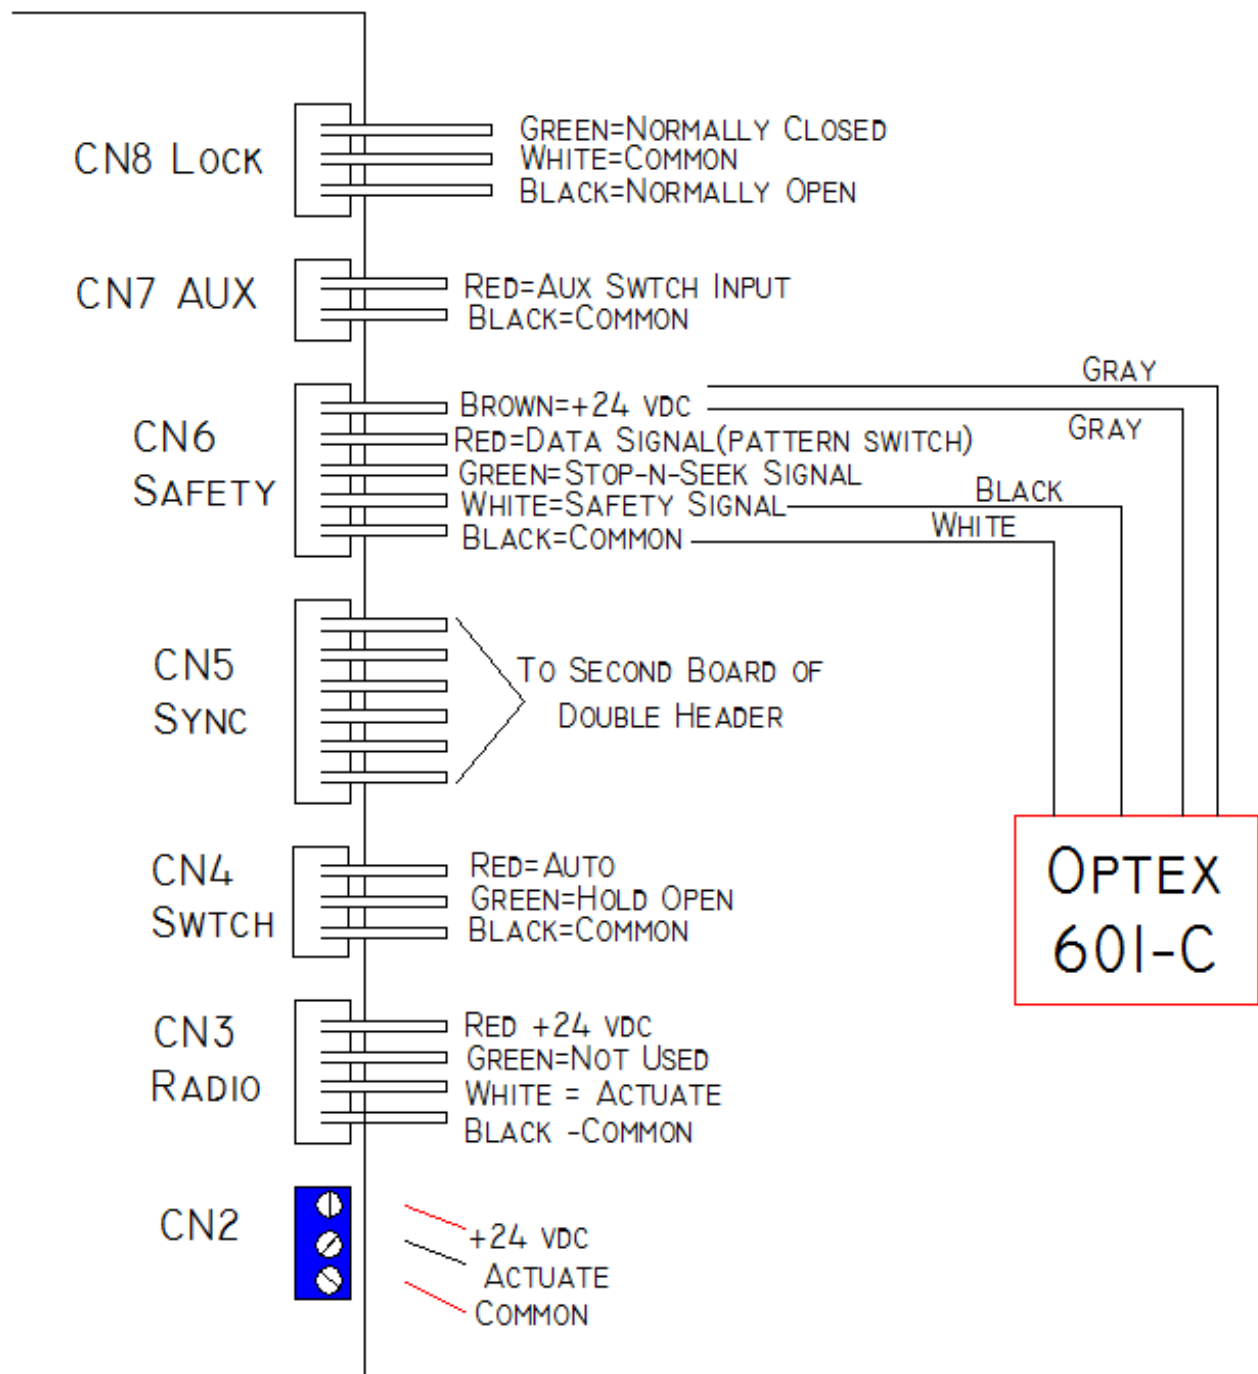 CN8 Lock
Green=Normally Closed
White=Common
Black=Normally Open
CN7 AUX
Red=Aux Swtch Input
Black=Common
CN6
Safety
Brown=+24 vdc
Red=Data Signal(pattern switch)
Green=Stop-n-Seek Signal
White=Safety Signal
Black=Common
Gray
Gray
Black
White
CN5
Sync
To Second Board of
Double Header
CN4
Swtch
Red=Auto
Green=Hold Open
Black=Common
Optex
601-C
CN3
Radio
Red +24 vdc
Green=Not Used
White = Actuate
Black -Common
CN2
+24 vdc
Actuate
Common